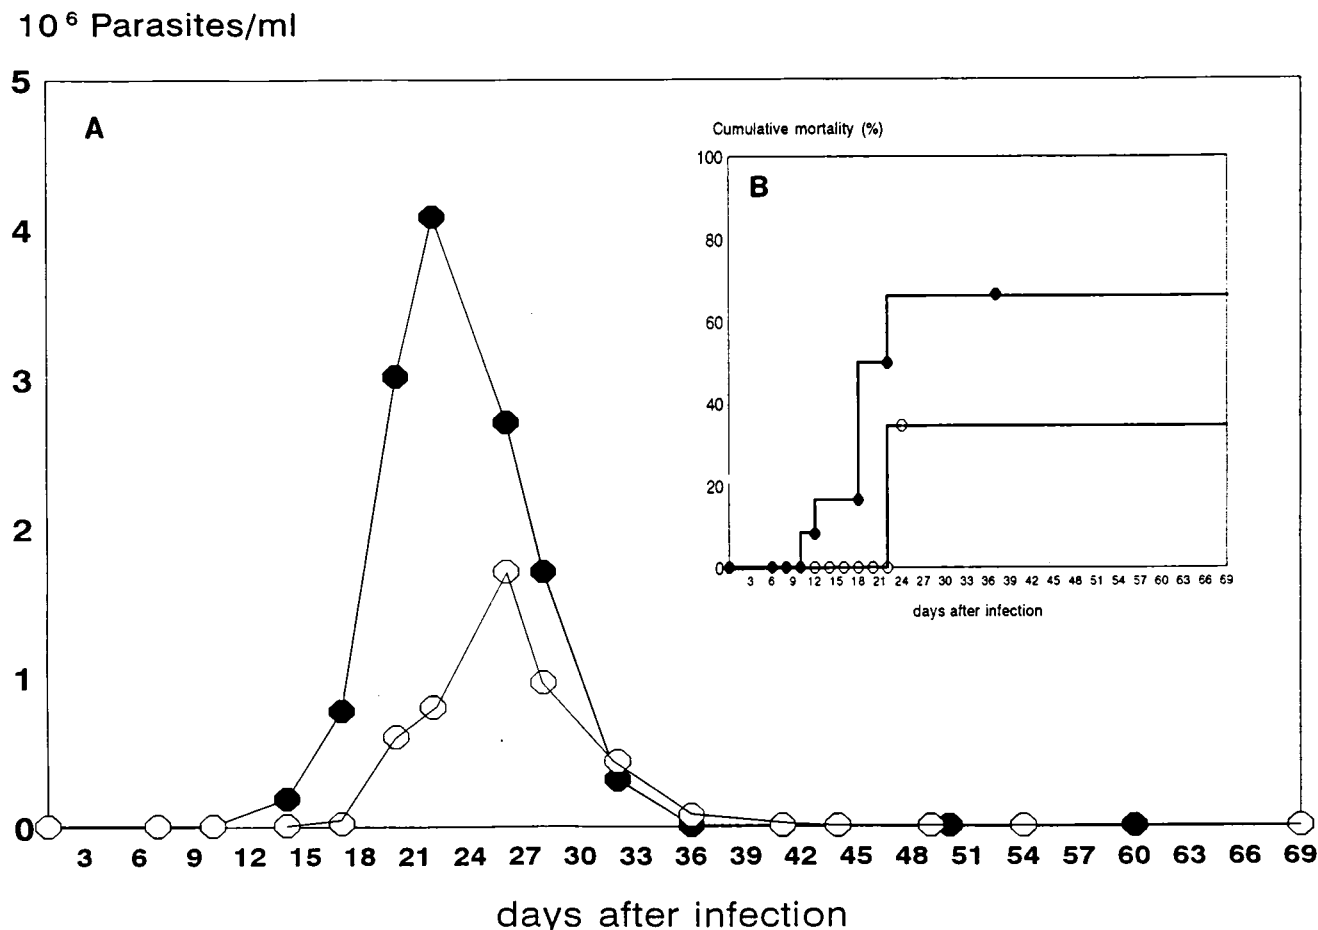 10⁶ Parasites/ml
5
A
4
3
2
1
0
3 6 9 12 15 18 21 24 27 30 33 36 39 42 45 48 51 54 57 60 63 66 69
days after infection
Cumulative mortality (%)
100
B
80
60
40
20
0
3 6 9 12 15 18 21 24 27 30 33 36 39 42 45 48 51 54 57 60 63 66 69
days after infection